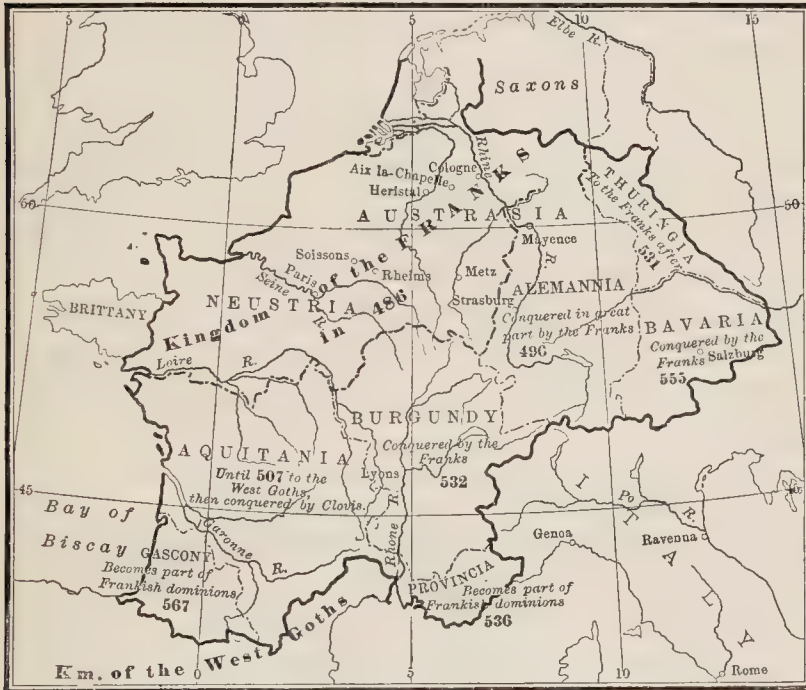 5
0
5
10
15
Elbe R.
Saxons
Rhine
R.
Aix la-Chapelle
Cologne
Heristal
AUSTRASIA
THURINGIA
To the Franks after
531
50
50
Mayence
Soissons
Paris
Rheims
Seine
R.
Metz
Strasburg
NEUSTRIA
Kingdom of the FRANKS
in 486
BRITTANY
ALEMANNIA
Conquered in great
part by the Franks
496
BAVARIA
Conquered by the
Franks
Salzburg
555
Loire R.
BURGUNDY
Conquered by the
Franks
532
AQUITANIA
Until 507 to the
West Goths,
then conquered by Clovis.
Lyons
Rhone R.
45
Bay of
Biscay
Garonne
R.
GASCONY
Becomes part of
Frankish dominions
567
PROVINCIA
Becomes part of
Frankish dominions
536
ITALY
Po R.
Genoa
Ravenna
Rome
Km. of the West Goths
0
5
10